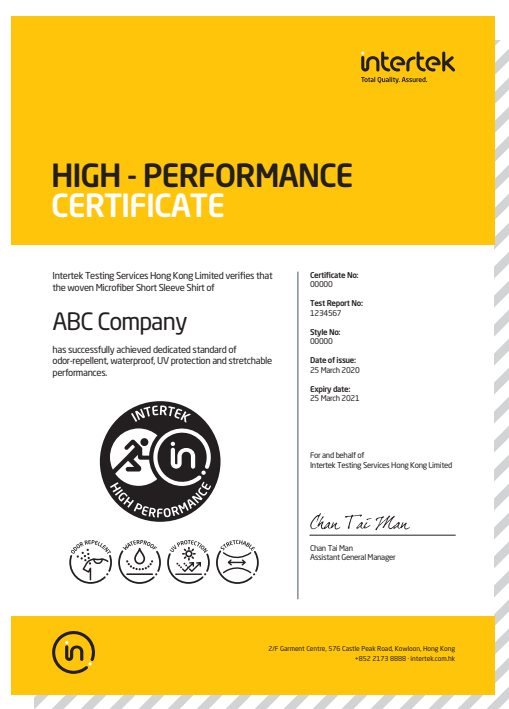 intertek
Total Quality. Assured.
HIGH - PERFORMANCE
CERTIFICATE
Intertek Testing Services Hong Kong Limited verifies that
the woven Microfiber Short Sleeve Shirt of
ABC Company
has successfully achieved dedicated standard of
odor-repellent, waterproof, UV protection and stretchable
performances.
INTERTEK
in
HIGH PERFORMANCE
ODOR REPELLENT
WATERPROOF
UV PROTECTION
STRETCHABLE
Certificate No:
00000
Test Report No:
1234567
Style No:
00000
Date of issue:
25 March 2020
Expiry date:
25 March 2021
For and behalf of
Intertek Testing Services Hong Kong Limited
Chan Tai Man
Chan Tai Man
Assistant General Manager
in
2/F Garment Centre, 576 Castle Peak Road, Kowloon, Hong Kong
+852 2173 8888 · intertek.com.hk